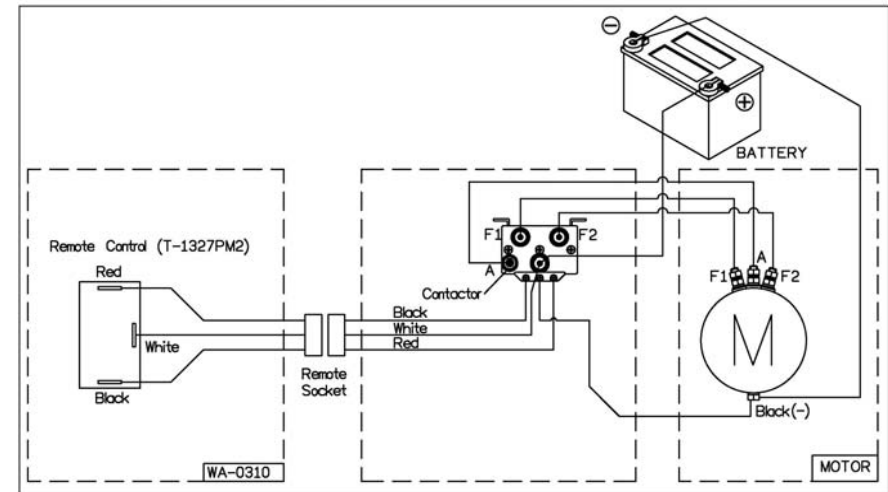 ⊖
⊕
BATTERY
Remote Control (T-1327PM2)
Red
White
Black
WA-0310
Remote
Socket
F1
F2
A
Contactor
Black
White
Red
A
F1
F2
M
Black(-)
MOTOR